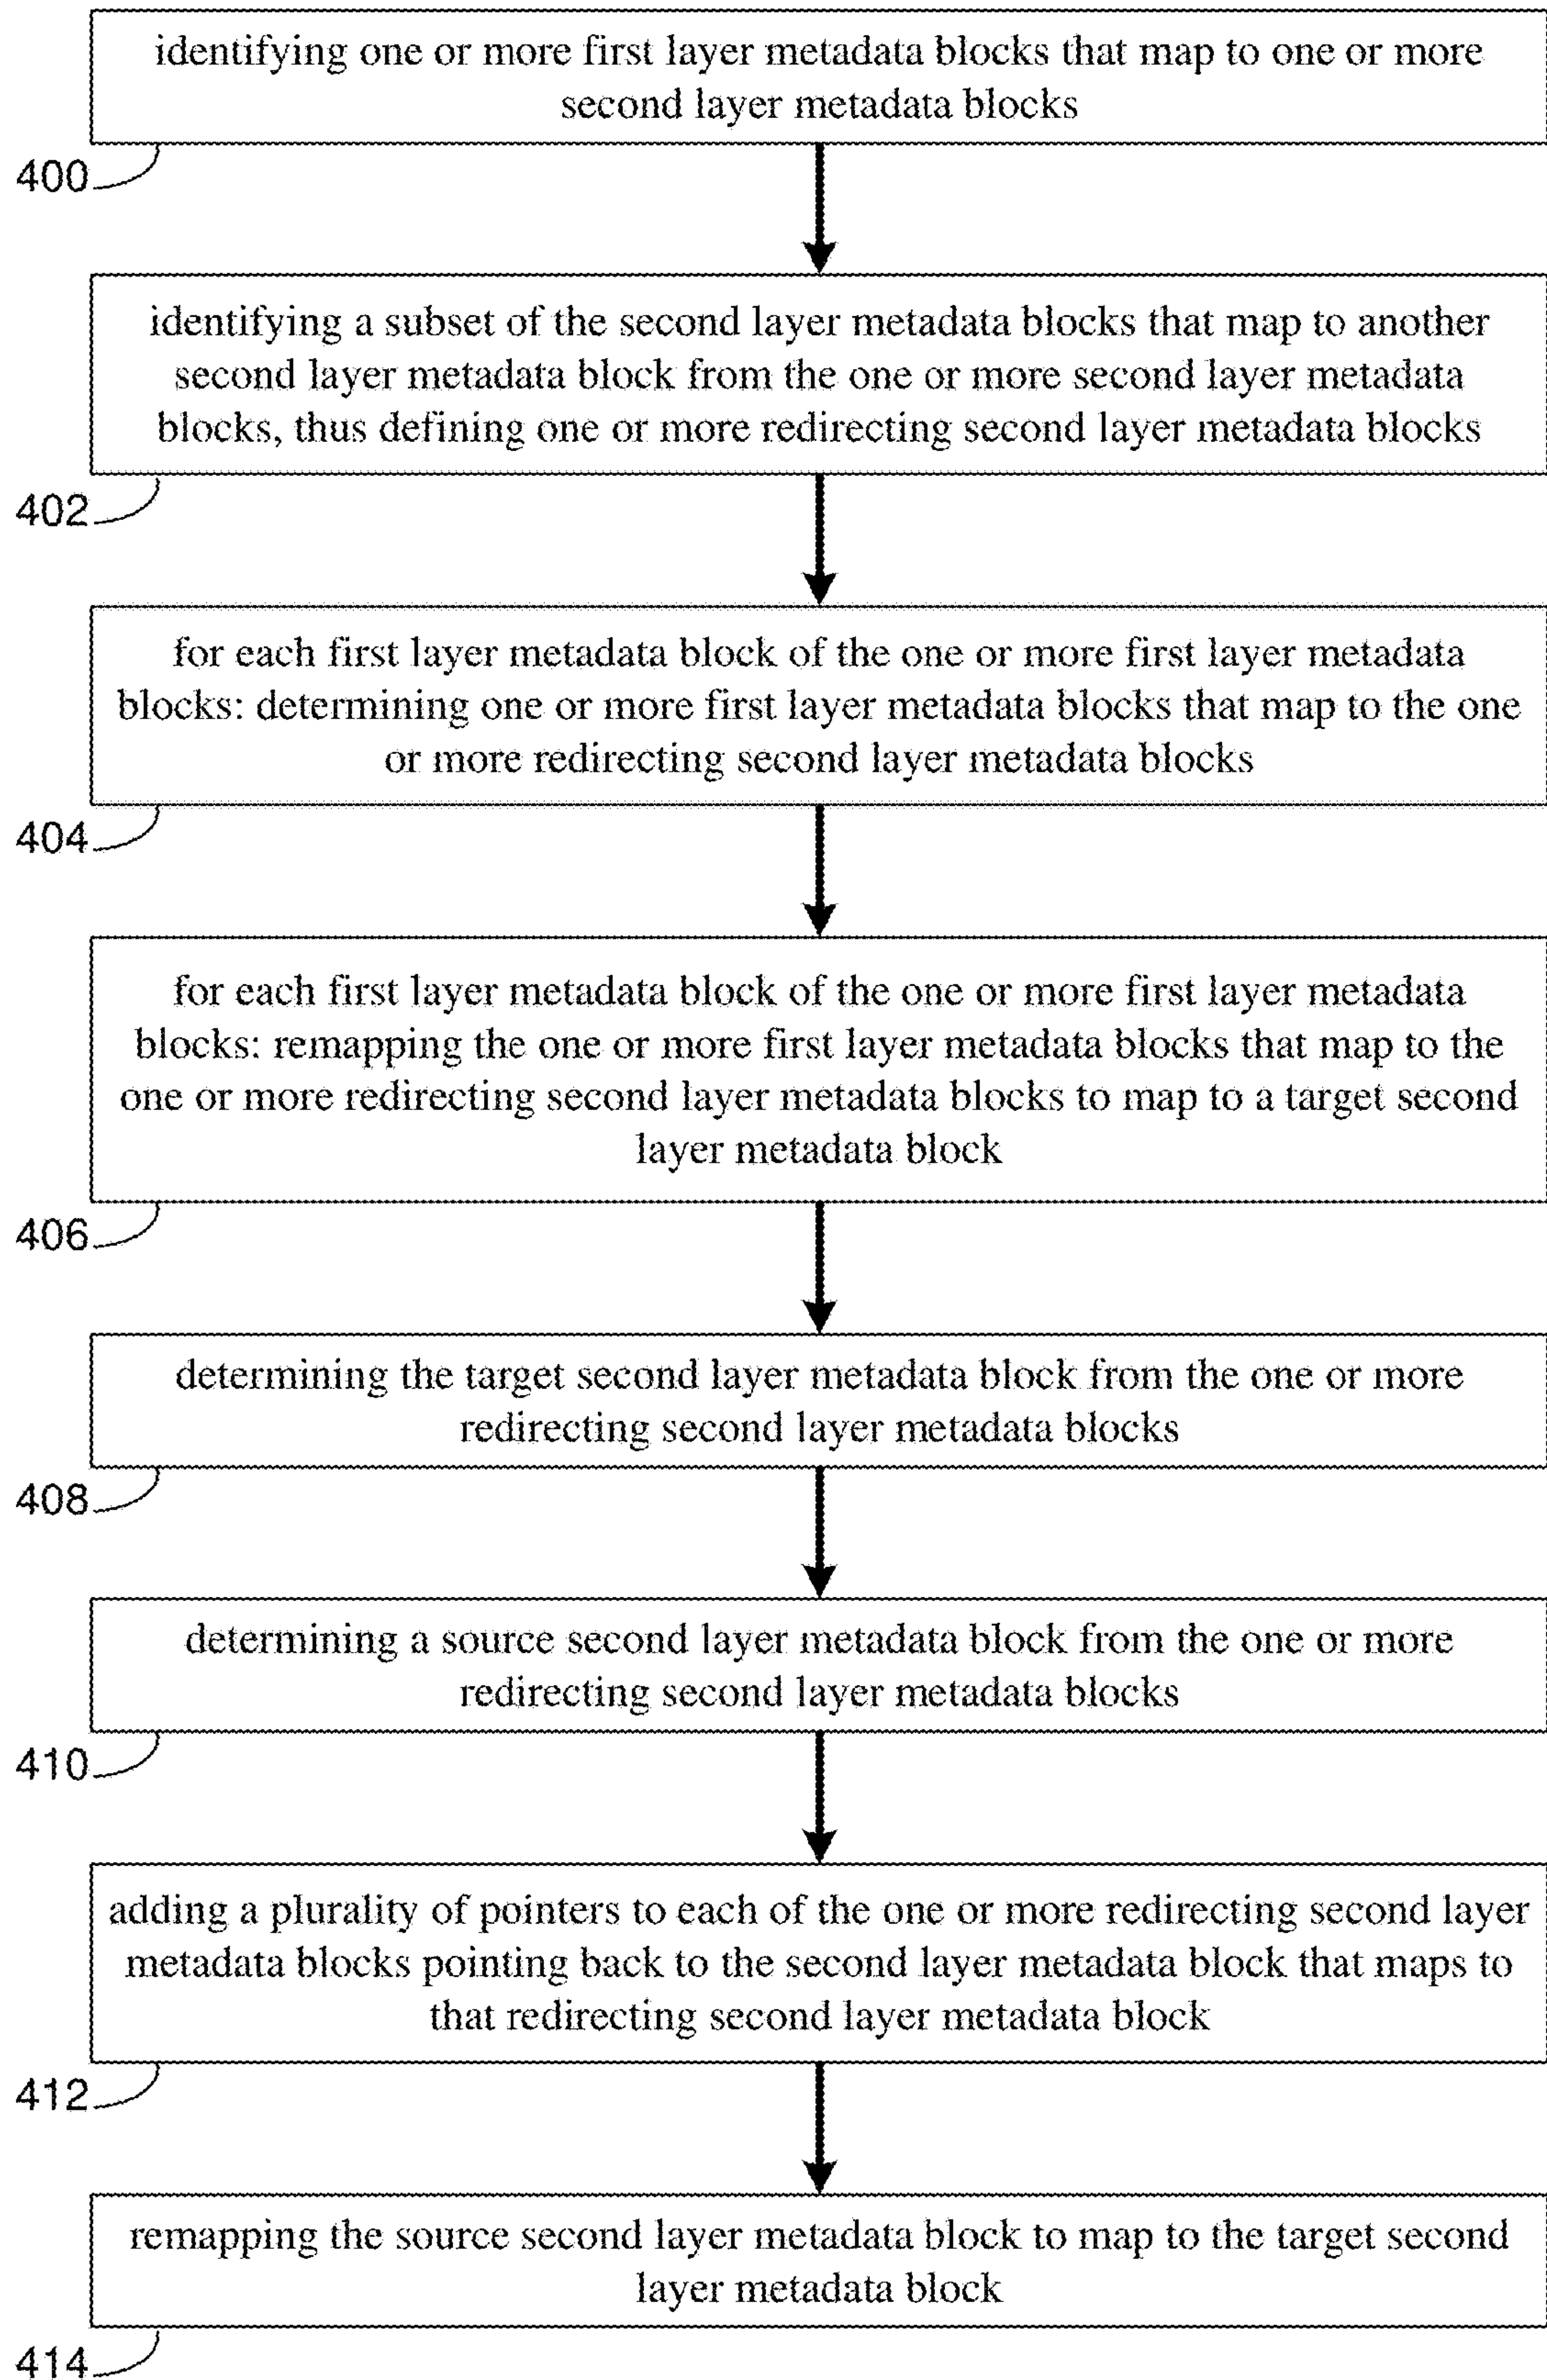 identifying one or more first layer metadata blocks that map to one or more
second layer metadata blocks
400
identifying a subset of the second layer metadata blocks that map to another
second layer metadata block from the one or more second layer metadata
blocks, thus defining one or more redirecting second layer metadata blocks
402
for each first layer metadata block of the one or more first layer metadata
blocks: determining one or more first layer metadata blocks that map to the one
or more redirecting second layer metadata blocks
404
for each first layer metadata block of the one or more first layer metadata
blocks: remapping the one or more first layer metadata blocks that map to the
one or more redirecting second layer metadata blocks to map to a target second
layer metadata block
406
determining the target second layer metadata block from the one or more
redirecting second layer metadata blocks
408
determining a source second layer metadata block from the one or more
redirecting second layer metadata blocks
410
adding a plurality of pointers to each of the one or more redirecting second layer
metadata blocks pointing back to the second layer metadata block that maps to
that redirecting second layer metadata block
412
remapping the source second layer metadata block to map to the target second
layer metadata block
414